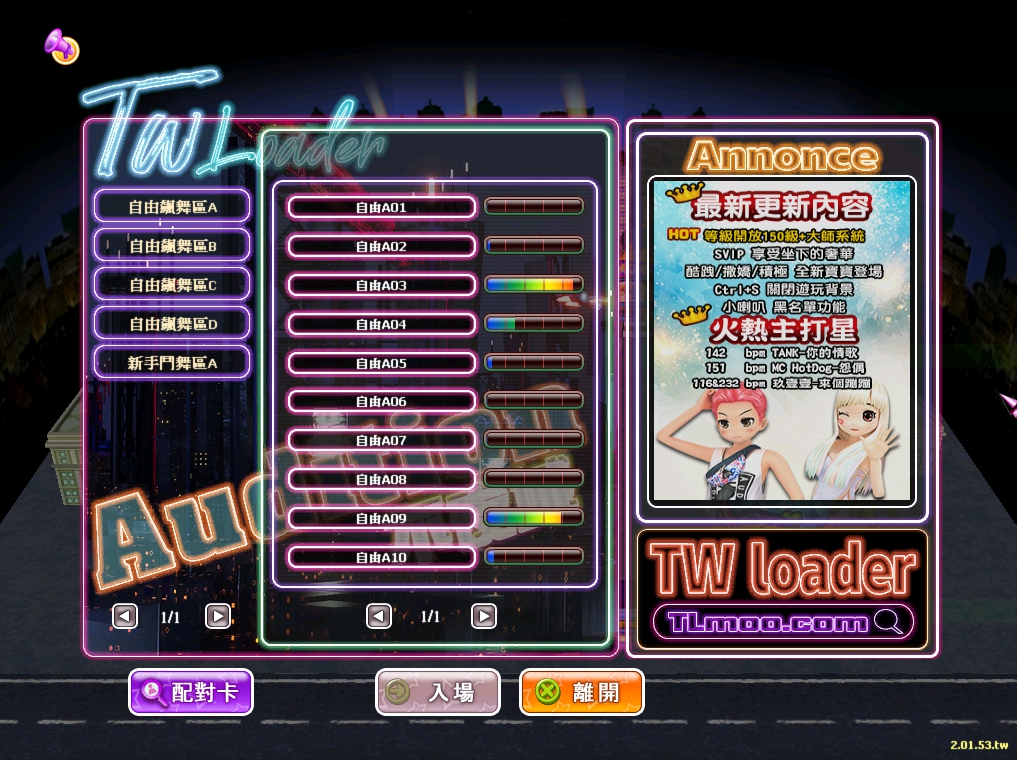 TW Loader
自由飆舞區A
自由飆舞區B
自由飆舞區C
自由飆舞區D
新手鬥舞區A
Audition
1/1
自由A01
自由A02
自由A03
自由A04
自由A05
自由A06
自由A07
自由A08
自由A09
自由A10
1/1
Annonce
最新更新內容
HOT 等級開放150級+大師系統
SVIP 享受坐下的奢華
酷跩/撒嬌/積極 全新寶寶登場
Ctrl+S 關閉遊玩背景
小喇叭 黑名單功能
火熱主打星
142 bpm TANK-你的情歌
151 bpm MC HotDog-怨偶
116&232 bpm 玖壹壹-來個蹦蹦
TW loader
TLmoo.com
配對卡
入場
離開
2.01.53.tw